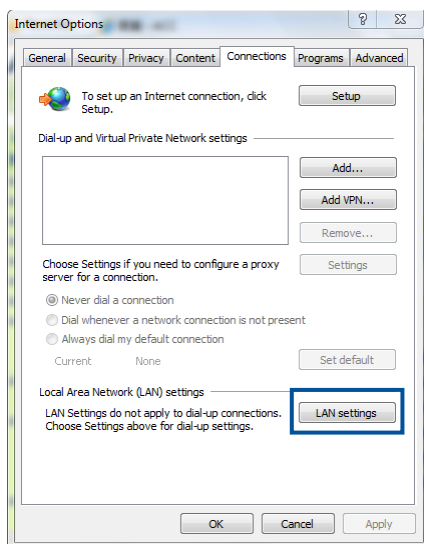 Internet Options
General Security Privacy Content Connections Programs Advanced
To set up an Internet connection, click
Setup.
Setup
Dial-up and Virtual Private Network settings
Add...
Add VPN...
Remove...
Choose Settings if you need to configure a proxy
server for a connection.
Settings
Never dial a connection
Dial whenever a network connection is not present
Always dial my default connection
Current None
Set default
Local Area Network (LAN) settings
LAN Settings do not apply to dial-up connections.
Choose Settings above for dial-up settings.
LAN settings
OK Cancel Apply